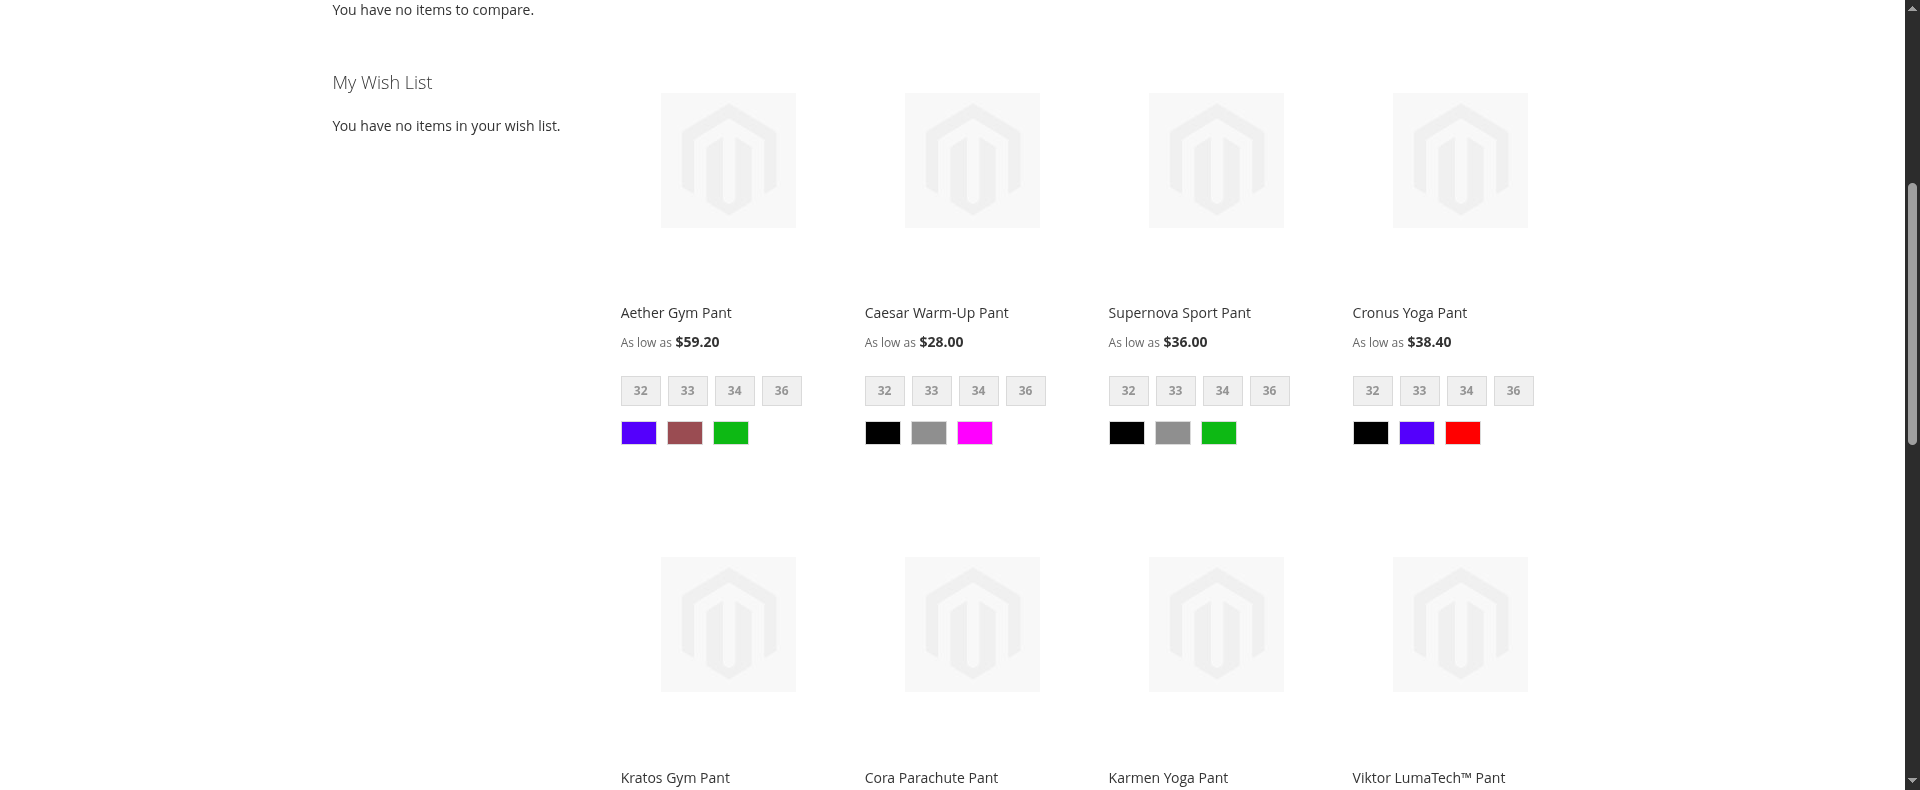 You have no items to compare.
My Wish List
You have no items in your wish list.
Aether Gym Pant
As low as $59.20
32 33 34 36
Caesar Warm-Up Pant
As low as $28.00
32 33 34 36
Supernova Sport Pant
As low as $36.00
32 33 34 36
Cronus Yoga Pant
As low as $38.40
32 33 34 36
Kratos Gym Pant
Cora Parachute Pant
Karmen Yoga Pant
Viktor LumaTech™ Pant